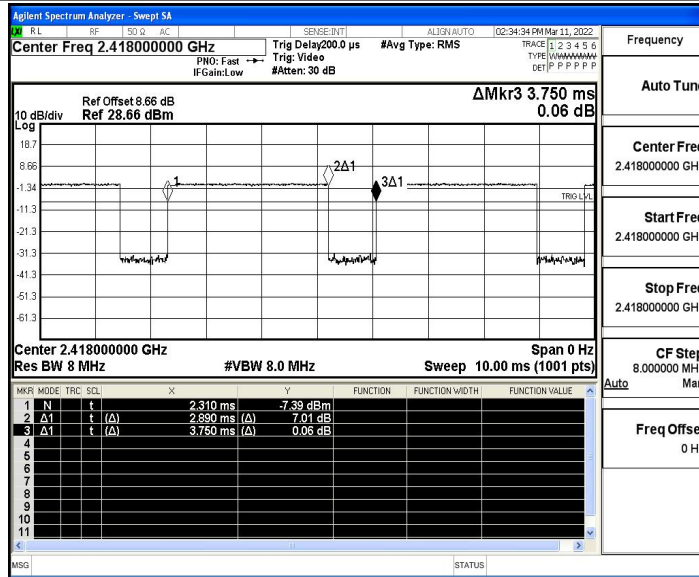 Agilent Spectrum Analyzer - Swept SA
RL RF 50 Ω AC SENSE:INT ALIGN AUTO 02:34:34 PM Mar 11, 2022
Center Freq 2.418000000 GHz
PNO: Fast
IFGain:Low
Trig Delay200.0 µs
Trig: Video
#Atten: 30 dB
#Avg Type: RMS
TRACE 1 2 3 4 5 6
TYPE WWWWWW
DET P P P P P P
Ref Offset 8.66 dB
Ref 28.66 dBm
10 dB/div
Log
ΔMkr3 3.750 ms
0.06 dB
18.7
8.66
-1.34
-11.3
-21.3
-31.3
-41.3
-51.3
-61.3
1
2Δ1
3Δ1
TRIG LVL
Center 2.418000000 GHz Span 0 Hz
Res BW 8 MHz #VBW 8.0 MHz Sweep 10.00 ms (1001 pts)
MKR MODE TRC SCL X Y FUNCTION FUNCTION WIDTH FUNCTION VALUE
1 N t 2.310 ms -7.39 dBm
2 Δ1 t (Δ) 2.890 ms (Δ) 7.01 dB
3 Δ1 t (Δ) 3.750 ms (Δ) 0.06 dB
4
5
6
7
8
9
10
11
MSG STATUS
Frequency
Auto Tune
Center Freq
2.418000000 GH
Start Freq
2.418000000 GH
Stop Freq
2.418000000 GH
CF Step
8.000000 MH
Auto Man
Freq Offset
0 H